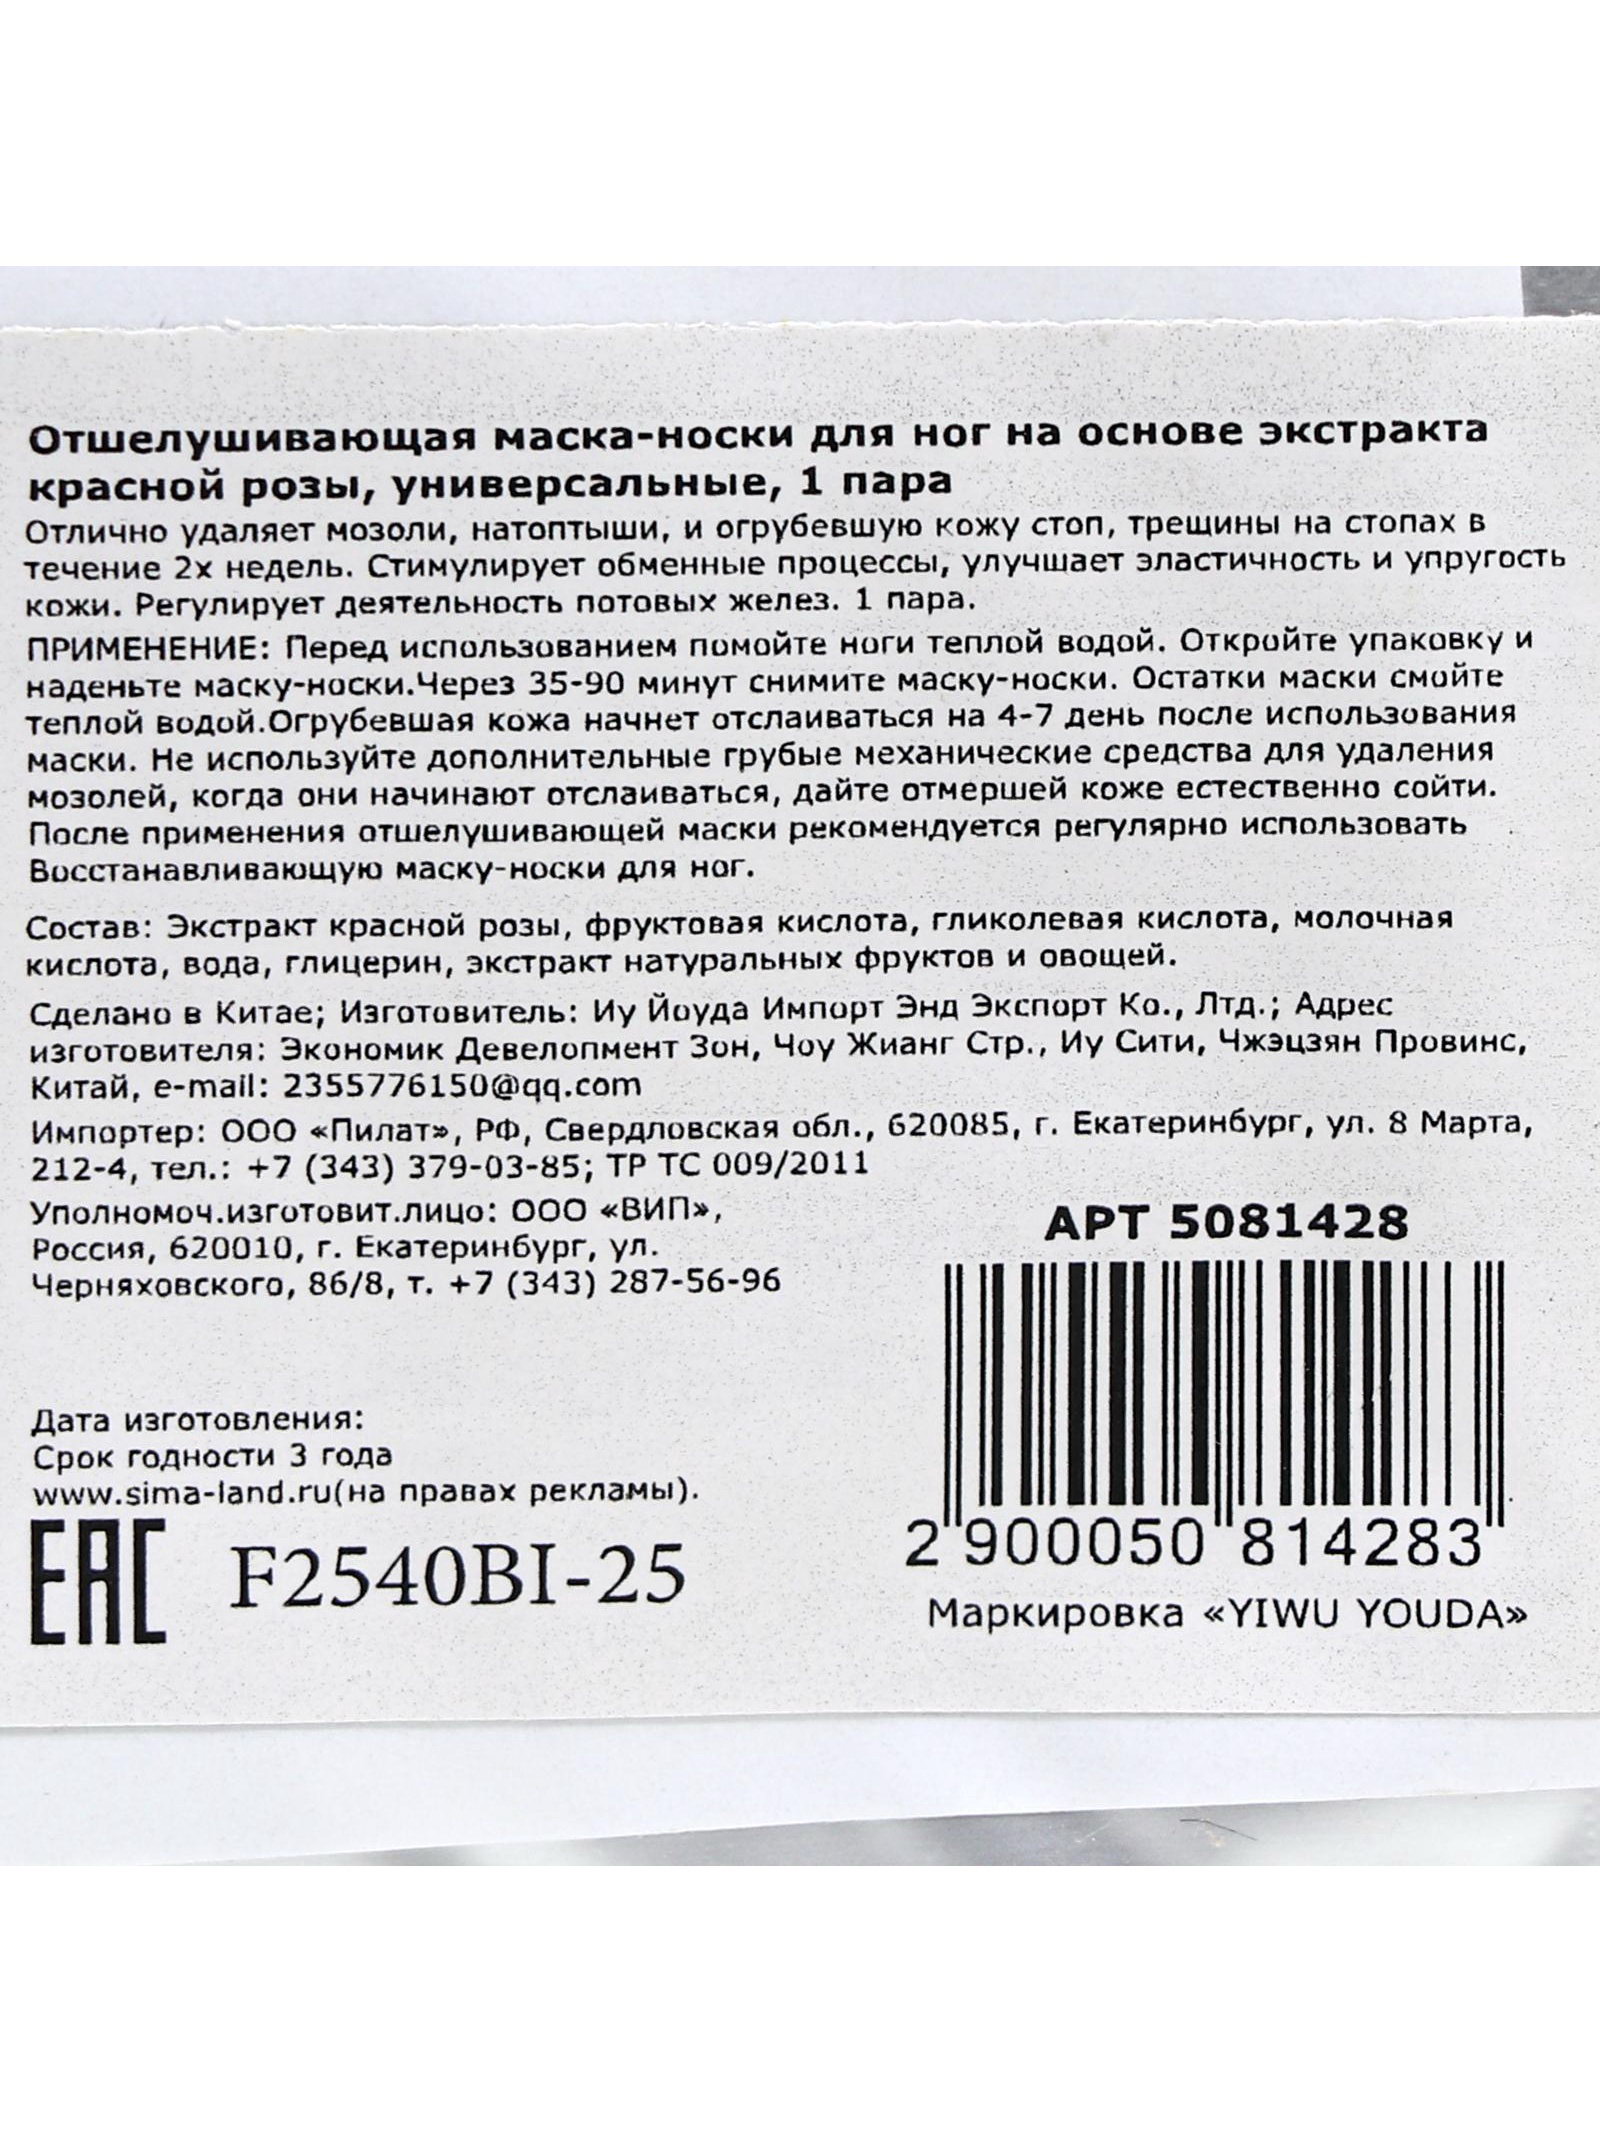 Отшелушивающая маска-носки для ног на основе экстракта
красной розы, универсальные, 1 пара
Отлично удаляет мозоли, натоптыши, и огрубевшую кожу стоп, трещины на стопах в
течение 2х недель. Стимулирует обменные процессы, улучшает эластичность и упругость
кожи. Регулирует деятельность потовых желез. 1 пара.
ПРИМЕНЕНИЕ: Перед использованием помойте ноги теплой водой. Откройте упаковку и
наденьте маску-носки.Через 35-90 минут снимите маску-носки. Остатки маски смойте
теплой водой.Огрубевшая кожа начнет отслаиваться на 4-7 день после использования
маски. Не используйте дополнительные грубые механические средства для удаления
мозолей, когда они начинают отслаиваться, дайте отмершей коже естественно сойти.
После применения отшелушивающей маски рекомендуется регулярно использовать
Восстанавливающую маску-носки для ног.
Состав: Экстракт красной розы, фруктовая кислота, гликолевая кислота, молочная
кислота, вода, глицерин, экстракт натуральных фруктов и овощей.
Сделано в Китае; Изготовитель: Иу Йоуда Импорт Энд Экспорт Ко., Лтд.; Адрес
изготовителя: Экономик Девелопмент Зон, Чоу Жианг Стр., Иу Сити, Чжэцзян Провинс,
Китай, e-mail: 2355776150@qq.com
Импортер: ООО «Пилат», РФ, Свердловская обл., 620085, г. Екатеринбург, ул. 8 Марта,
212-4, тел.: +7 (343) 379-03-85; ТР ТС 009/2011
Уполномоч.изготовит.лицо: ООО «ВИП»,
Россия, 620010, г. Екатеринбург, ул.
Черняховского, 86/8, т. +7 (343) 287-56-96
АРТ 5081428
Дата изготовления:
Срок годности 3 года
www.sima-land.ru(на правах рекламы).
EAC F2540BI-25
2 900050 814283
Маркировка «YIWU YOUDA»